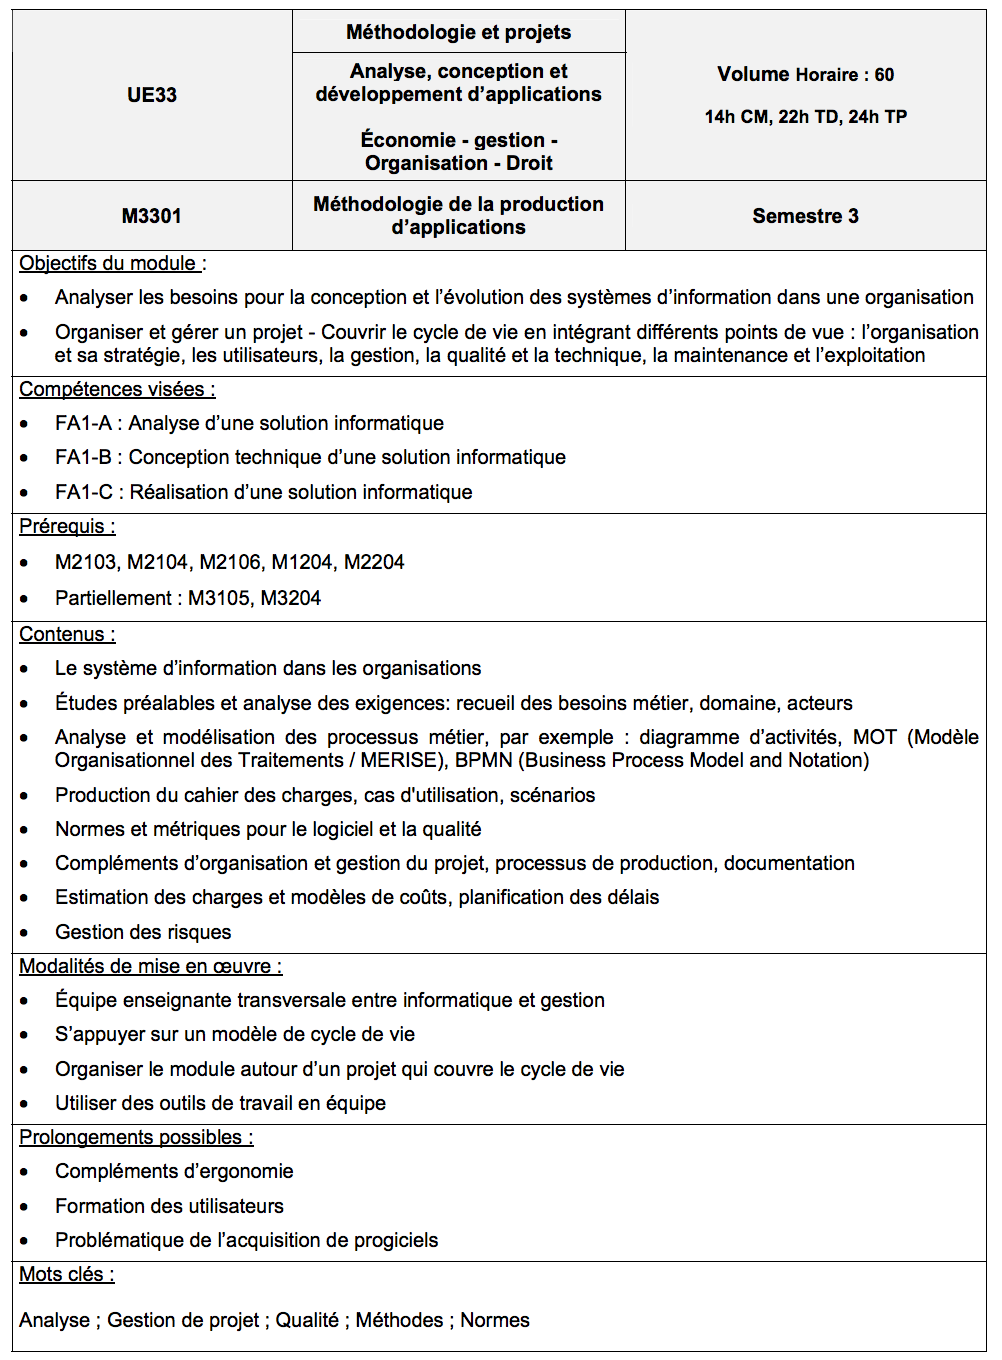 UE33
Méthodologie et projets
Analyse, conception et
développement d’applications
Économie - gestion -
Organisation - Droit
Volume Horaire : 60
14h CM, 22h TD, 24h TP
M3301
Méthodologie de la production
d’applications
Semestre 3
Objectifs du module :
• Analyser les besoins pour la conception et l’évolution des systèmes d’information dans une organisation
• Organiser et gérer un projet - Couvrir le cycle de vie en intégrant différents points de vue : l’organisation
et sa stratégie, les utilisateurs, la gestion, la qualité et la technique, la maintenance et l’exploitation
Compétences visées :
• FA1-A : Analyse d’une solution informatique
• FA1-B : Conception technique d’une solution informatique
• FA1-C : Réalisation d’une solution informatique
Prérequis :
• M2103, M2104, M2106, M1204, M2204
• Partiellement : M3105, M3204
Contenus :
• Le système d’information dans les organisations
• Études préalables et analyse des exigences: recueil des besoins métier, domaine, acteurs
• Analyse et modélisation des processus métier, par exemple : diagramme d’activités, MOT (Modèle
Organisationnel des Traitements / MERISE), BPMN (Business Process Model and Notation)
• Production du cahier des charges, cas d'utilisation, scénarios
• Normes et métriques pour le logiciel et la qualité
• Compléments d’organisation et gestion du projet, processus de production, documentation
• Estimation des charges et modèles de coûts, planification des délais
• Gestion des risques
Modalités de mise en œuvre :
• Équipe enseignante transversale entre informatique et gestion
• S’appuyer sur un modèle de cycle de vie
• Organiser le module autour d’un projet qui couvre le cycle de vie
• Utiliser des outils de travail en équipe
Prolongements possibles :
• Compléments d’ergonomie
• Formation des utilisateurs
• Problématique de l’acquisition de progiciels
Mots clés :
Analyse ; Gestion de projet ; Qualité ; Méthodes ; Normes